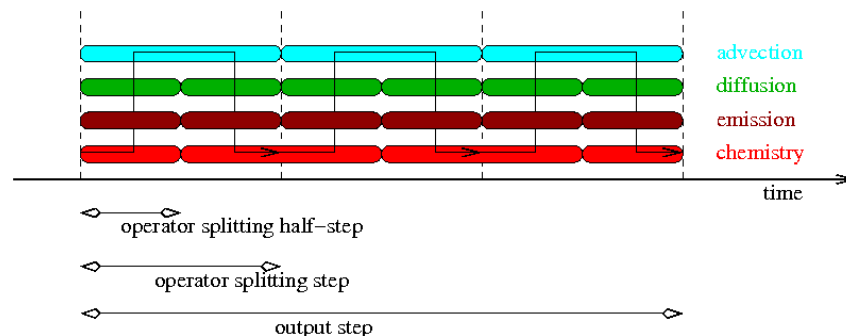 advection
diffusion
emission
chemistry
time
operator splitting half-step
operator splitting step
output step